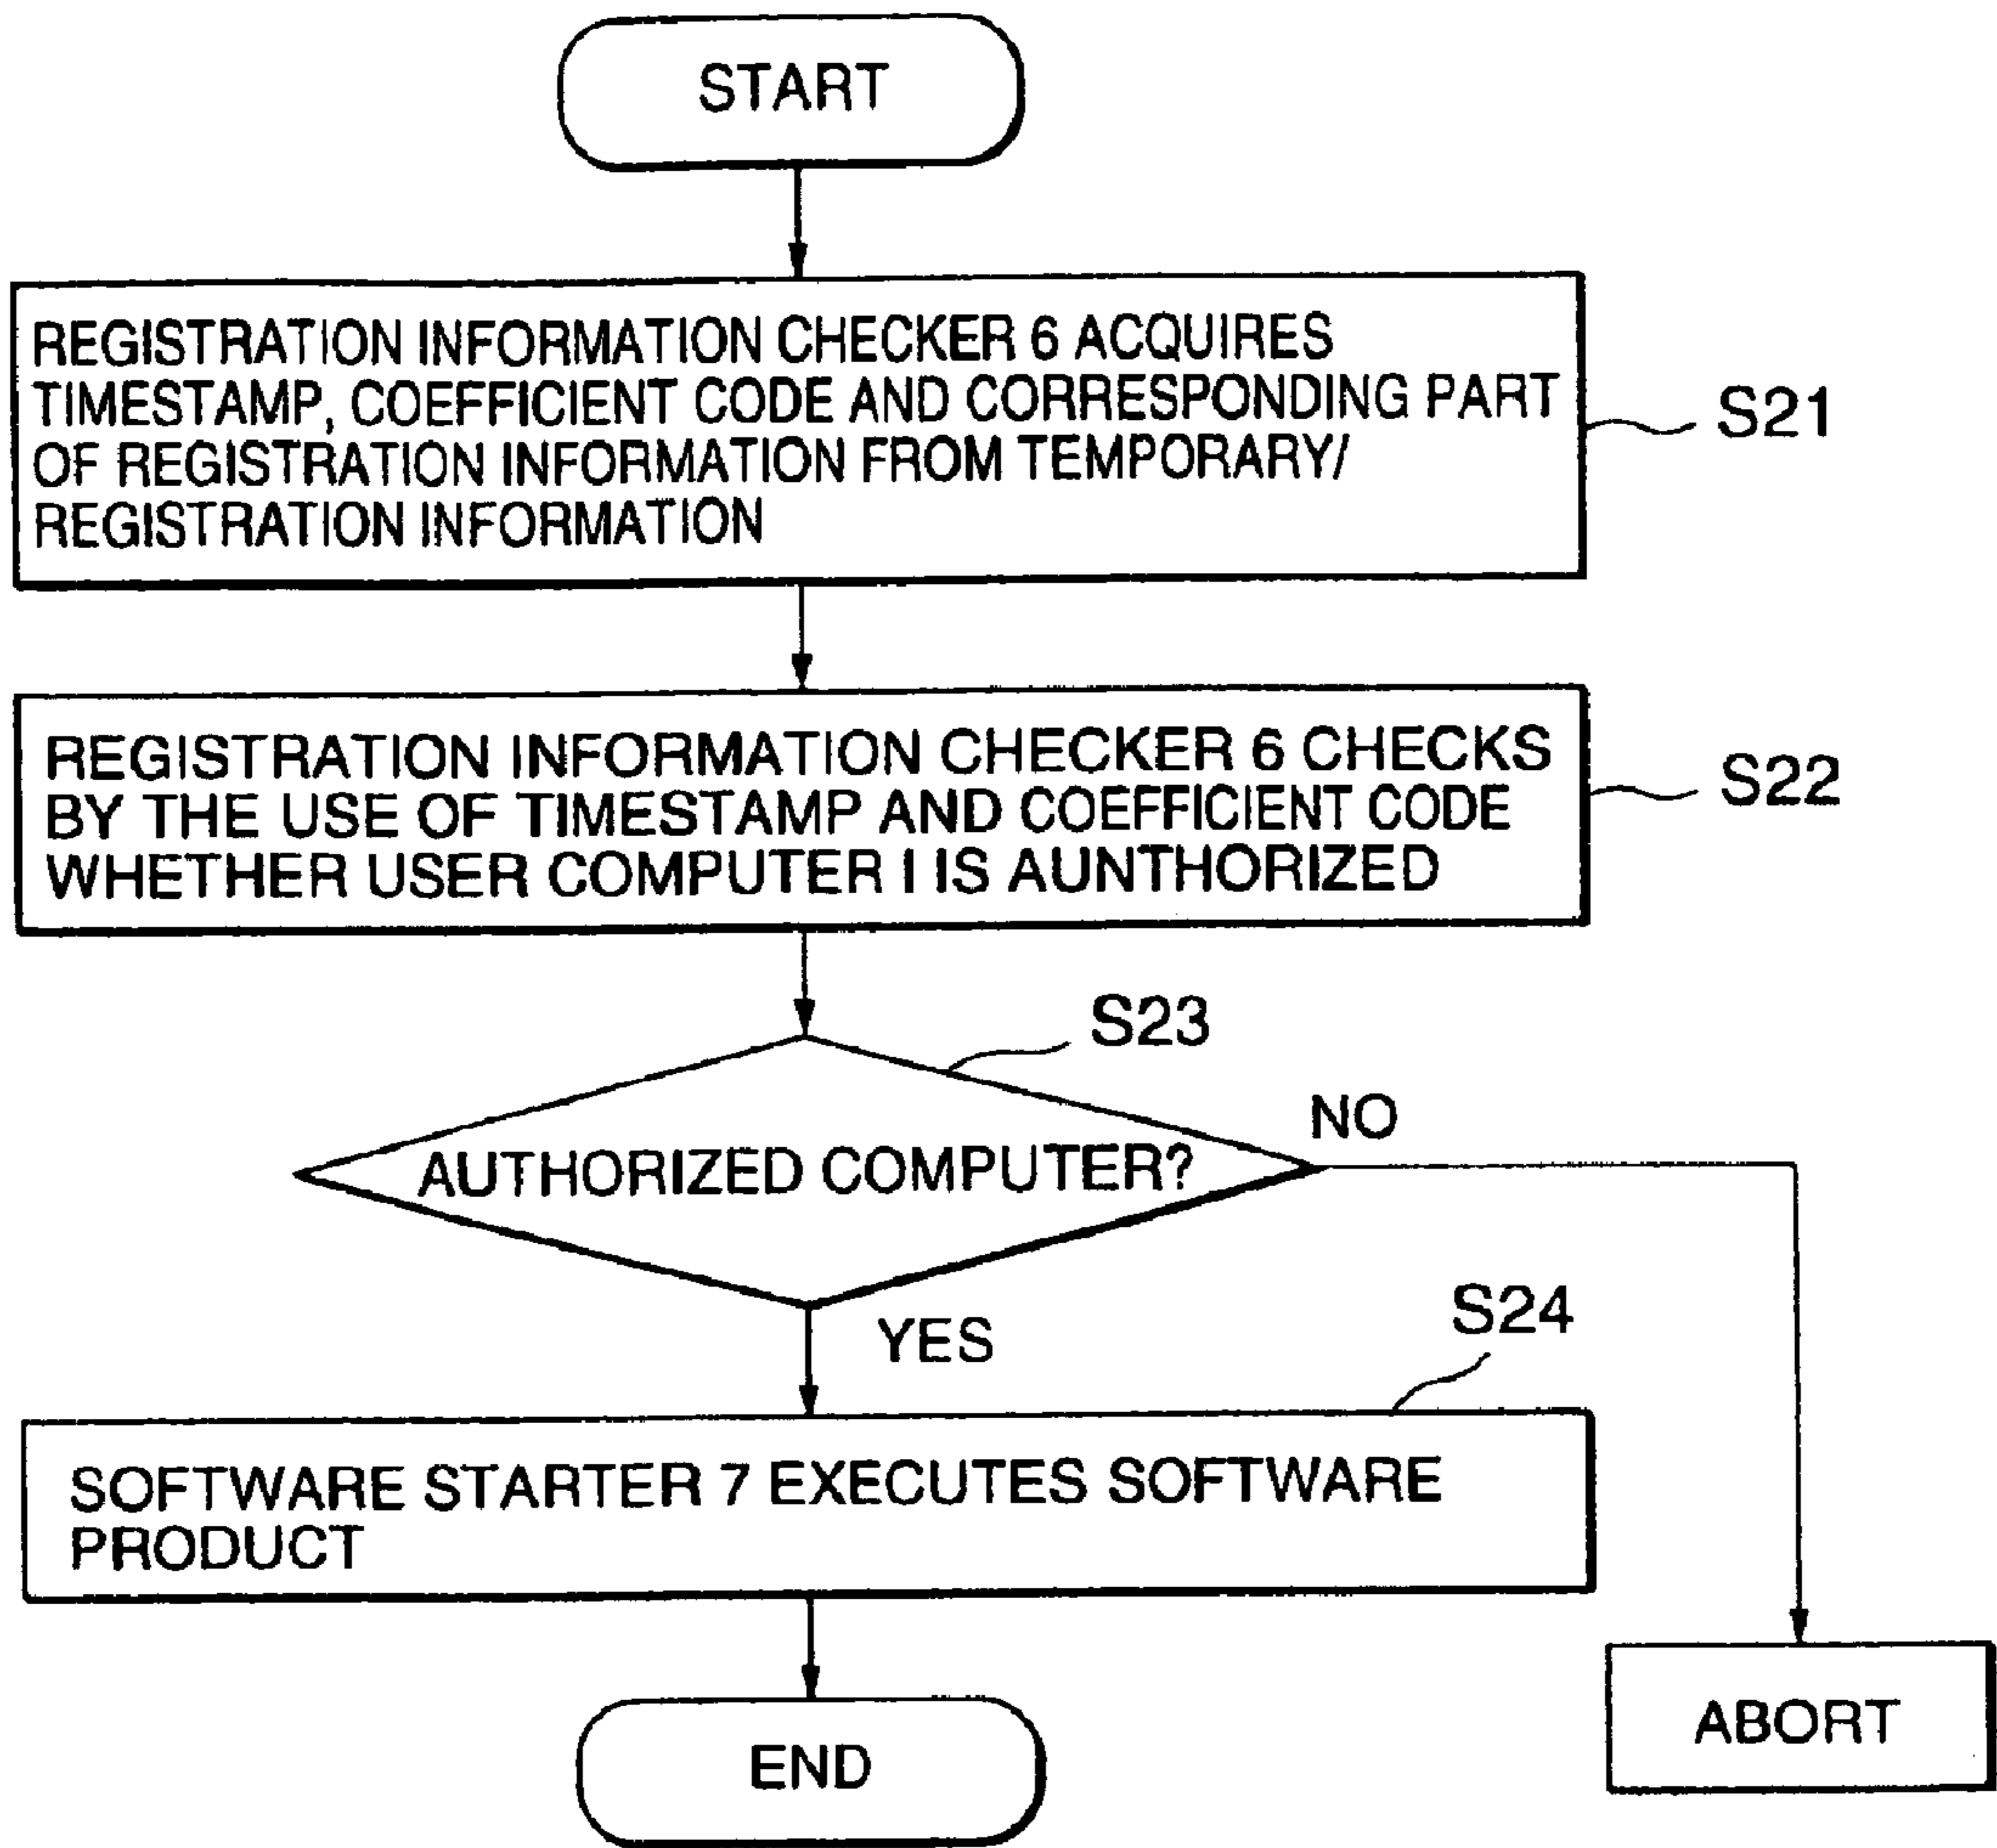 START
REGISTRATION INFORMATION CHECKER 6 ACQUIRES
TIMESTAMP, COEFFICIENT CODE AND CORRESPONDING PART
OF REGISTRATION INFORMATION FROM TEMPORARY/
REGISTRATION INFORMATION
S21
REGISTRATION INFORMATION CHECKER 6 CHECKS
BY THE USE OF TIMESTAMP AND COEFFICIENT CODE
WHETHER USER COMPUTER I IS AUNTHORIZED
S22
S23
AUTHORIZED COMPUTER?
NO
YES
S24
SOFTWARE STARTER 7 EXECUTES SOFTWARE
PRODUCT
END
ABORT